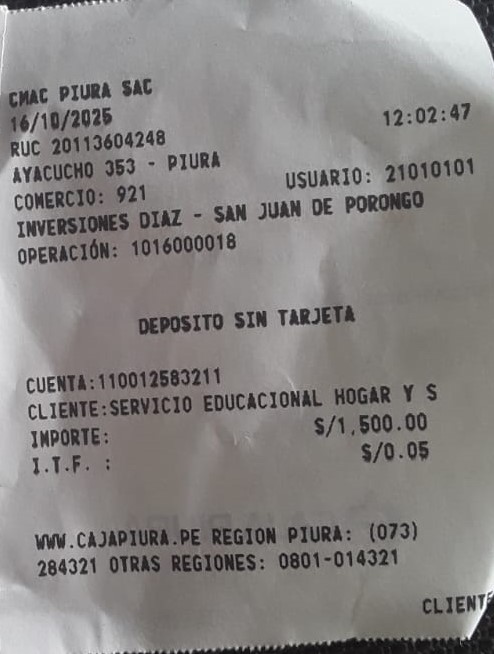 CMAC PIURA SAC
16/10/2025 12:02:47
RUC 20113604248
AYACUCHO 353 - PIURA
COMERCIO: 921 USUARIO: 21010101
INVERSIONES DIAZ - SAN JUAN DE PORONGO
OPERACIÓN: 1016000018
DEPOSITO SIN TARJETA
CUENTA:110012583211
CLIENTE:SERVICIO EDUCACIONAL HOGAR Y S
IMPORTE: S/1,500.00
I.T.F. : S/0.05
WWW.CAJAPIURA.PE REGION PIURA: (073)
284321 OTRAS REGIONES: 0801-014321
CLIENTE